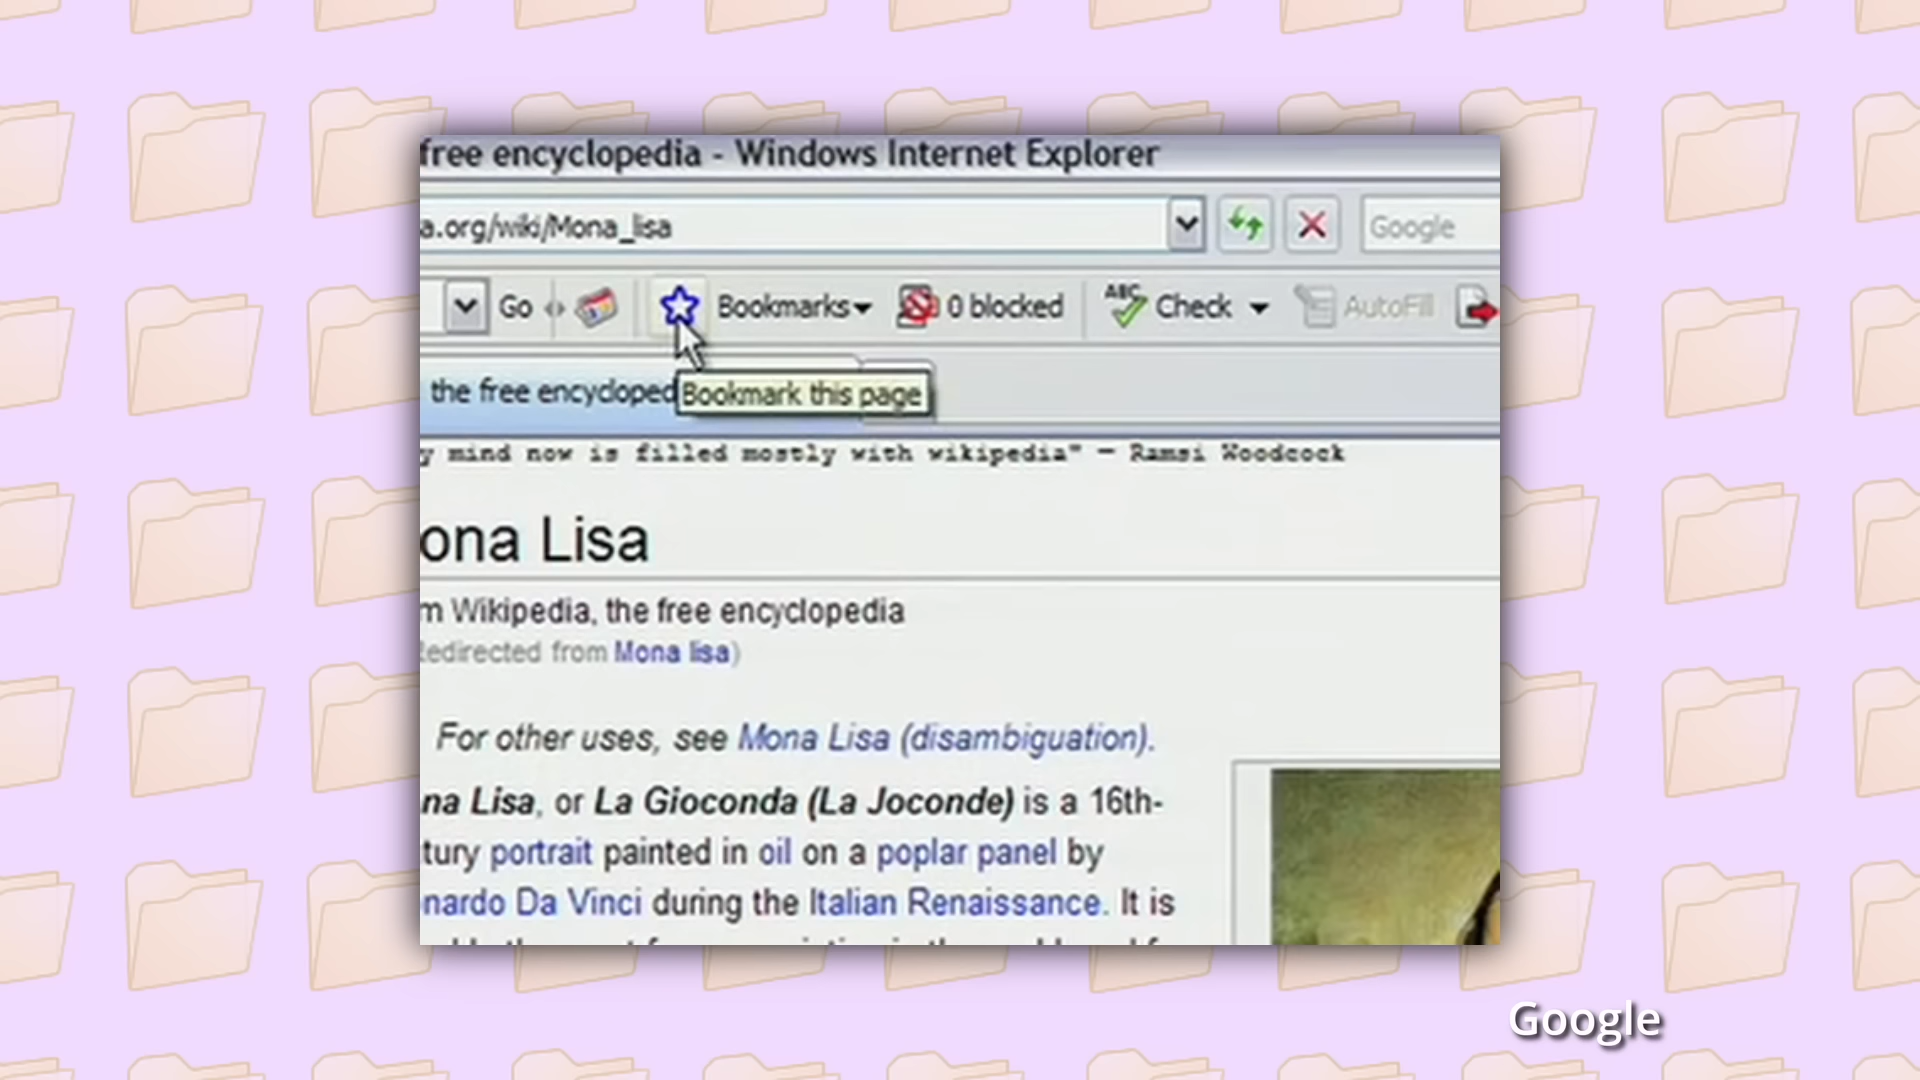 free encyclopedia - Windows Internet Explorer
a.org/wiki/Mona_lisa
Google
Go
Bookmarks
0 blocked
ABC
Check
AutoFill
the free encycloped
Bookmark this page
y mind now is filled mostly with wikipedia" — Ramsi Woodcock
ona Lisa
m Wikipedia, the free encyclopedia
edirected from Mona lisa)
For other uses, see Mona Lisa (disambiguation).
na Lisa, or La Gioconda (La Joconde) is a 16th-
tury portrait painted in oil on a poplar panel by
nardo Da Vinci during the Italian Renaissance. It is
Google